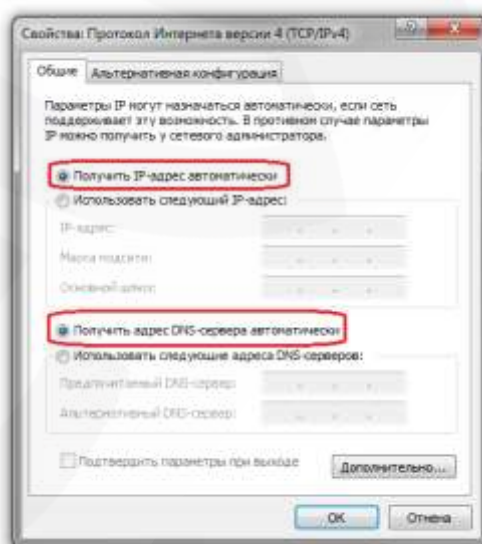 Свойства: Протокол Интернета версии 4 (TCP/IPv4)
Общие
Альтернативная конфигурация
Параметры IP могут назначаться автоматически, если сеть
поддерживает эту возможность. В противном случае параметры
IP можно получить у сетевого администратора.
Получить IP-адрес автоматически
Использовать следующий IP-адрес:
IP-адрес:
Маска подсети:
Основной шлюз:
Получить адрес DNS-сервера автоматически
Использовать следующие адреса DNS-серверов:
Предпочитаемый DNS-сервер:
Альтернативный DNS-сервер:
Подтвердить параметры при выходе
Дополнительно...
ОК
Отмена